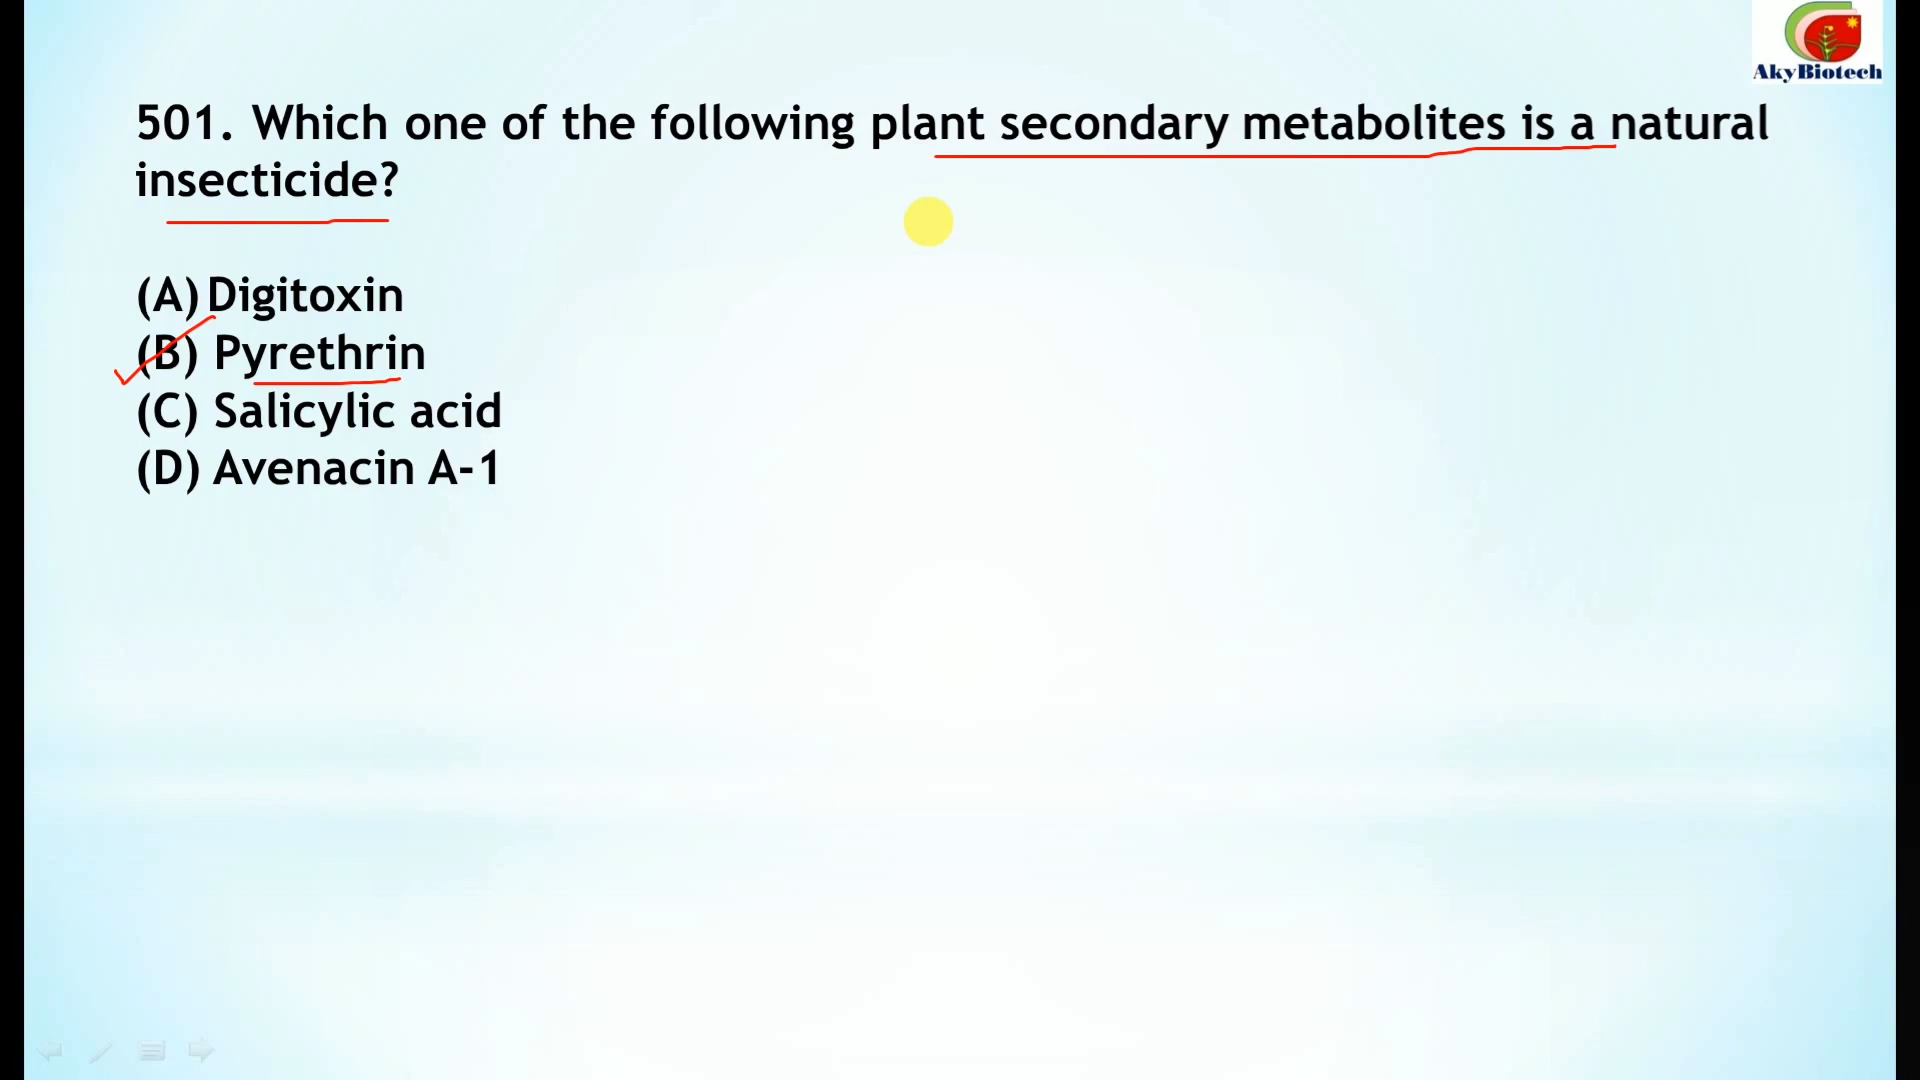 AkyBiotech
501. Which one of the following plant secondary metabolites is a natural
insecticide?
(A) Digitoxin
(B) Pyrethrin
(C) Salicylic acid
(D) Avenacin A-1